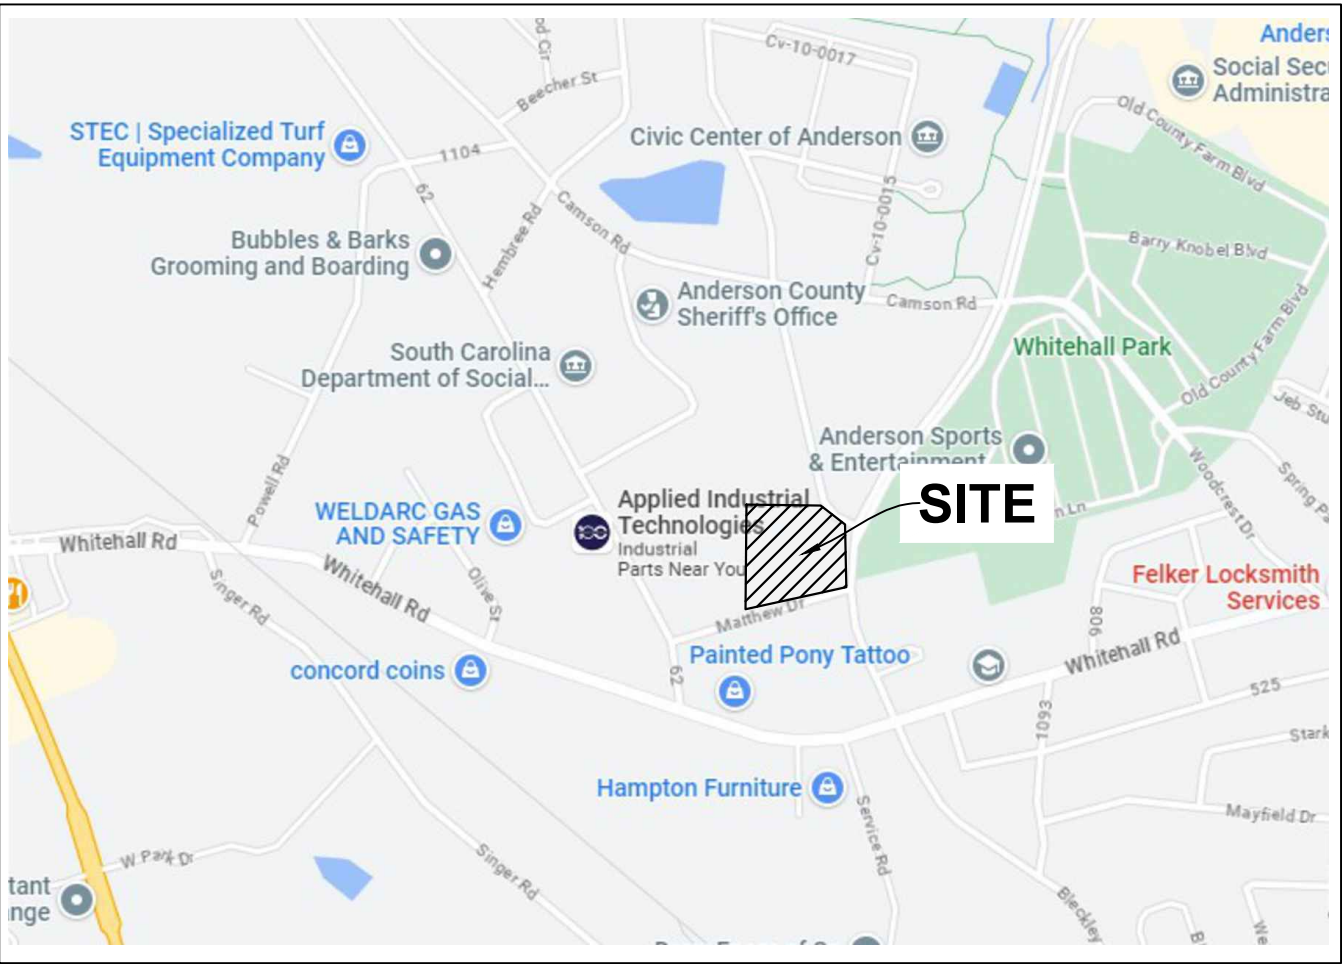 Cv-10-0017
od Cir
Beecher St
Anders
Social Sec
Administra
Old County Farm Blvd
STEC | Specialized Turf
Equipment Company
1104
Civic Center of Anderson
62
Hembree Rd
Camson Rd
Cv-10-0015
Barry Knobel Blvd
Bubbles & Barks
Grooming and Boarding
Anderson County
Sheriff's Office
Camson Rd
Whitehall Park
Old County Farm Blvd
South Carolina
Department of Social...
Jeb Stu
Anderson Sports
& Entertainment
Powell Rd
Woodcrest Dr
Spring Pa
WELDARC GAS
AND SAFETY
Applied Industrial
Technologies
Industrial
Parts Near You
SITE
n Ln
Whitehall Rd
Whitehall Rd
Singer Rd
Olive St
Matthew Dr
Felker Locksmith
Services
806
Whitehall Rd
concord coins
62
Painted Pony Tattoo
525
1093
Stark
Hampton Furniture
Service Rd
Mayfield Dr
W Park Dr
Singer Rd
tant
nge
Bleckley
B
We